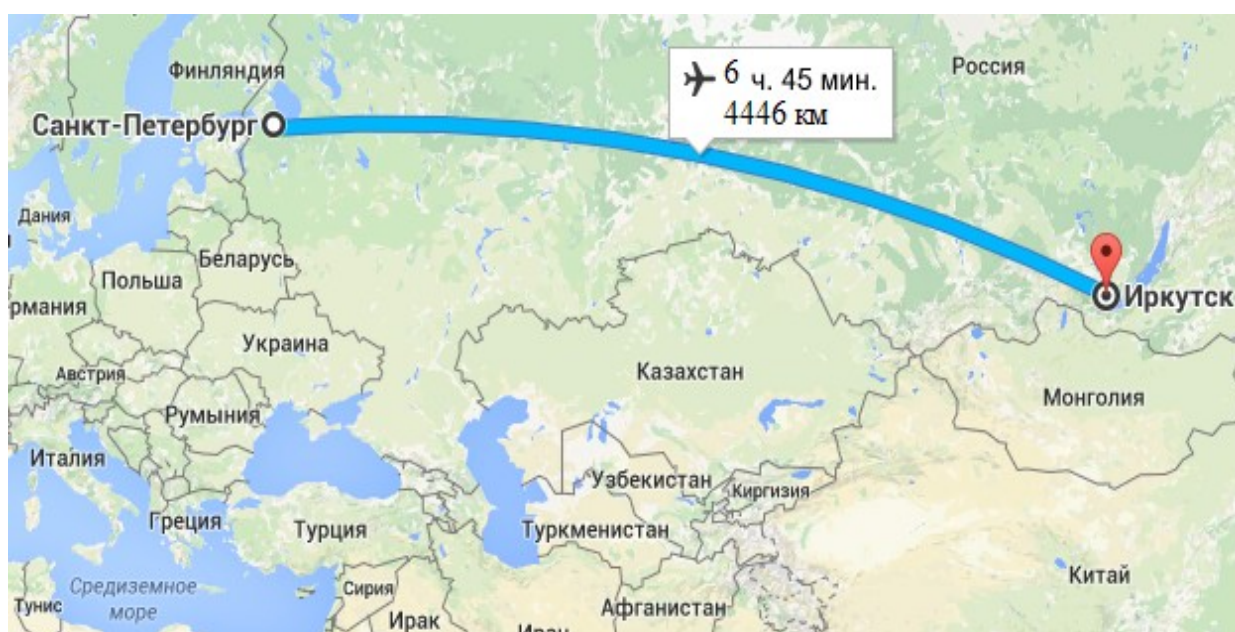 Финляндия
Россия
6 ч. 45 мин.
4446 км
Санкт-Петербург
Дания
Беларусь
Польша
рмания
Иркутск
Украина
Австрия
Казахстан
Монголия
Румыния
Италия
Узбекистан
Киргизия
Греция
Турция
Туркменистан
Китай
Средиземное
море
Сирия
Тунис
Афганистан
Ирак
Иран